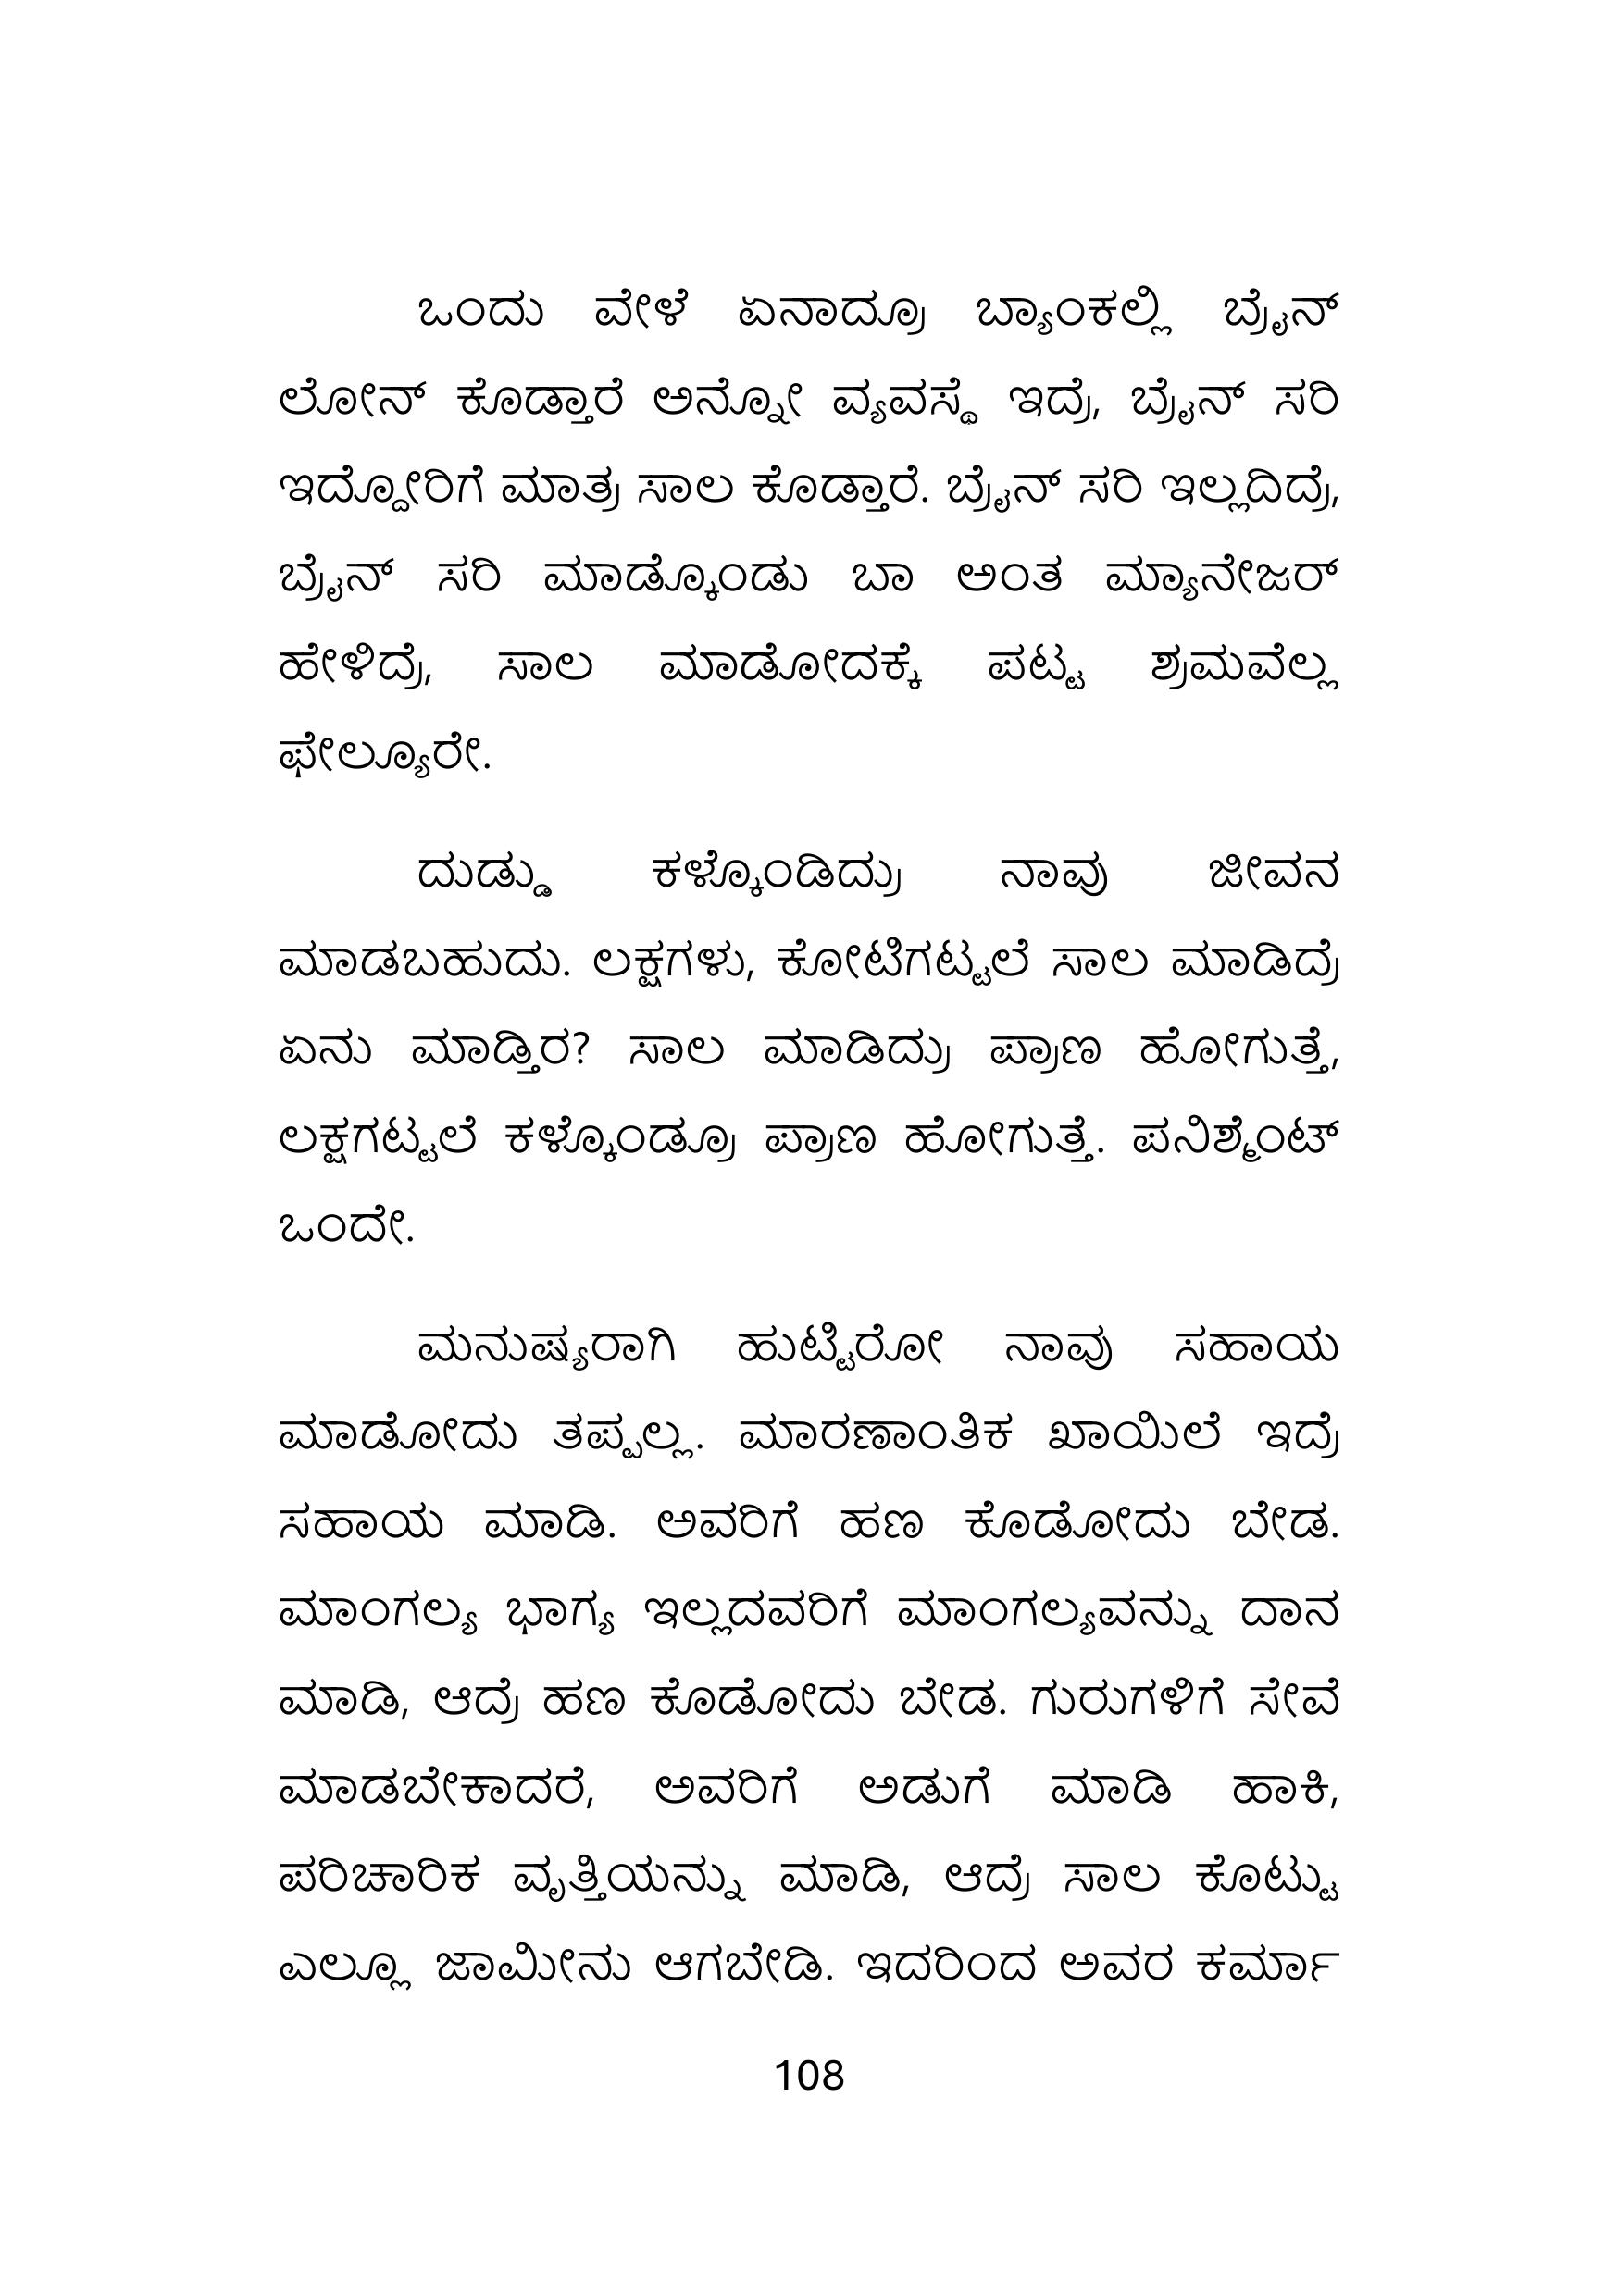 ಒಂದು ವೇಳೆ ಏನಾದ್ರೂ ಬ್ಯಾಂಕಲ್ಲಿ ಬ್ರೈನ್
ಲೋನ್ ಕೊಡ್ತಾರೆ ಅನ್ನೋ ವ್ಯವಸ್ಥೆ ಇದ್ರೆ, ಬ್ರೈನ್ ಸರಿ
ಇದ್ದೋರಿಗೆ ಮಾತ್ರ ಸಾಲ ಕೊಡ್ತಾರೆ. ಬ್ರೈನ್ ಸರಿ ಇಲ್ಲದಿದ್ರೆ,
ಬ್ರೈನ್ ಸರಿ ಮಾಡ್ಕೊಂಡು ಬಾ ಅಂತ ಮ್ಯಾನೇಜರ್
ಹೇಳಿದ್ರೆ, ಸಾಲ ಮಾಡೋದಕ್ಕೆ ಪಟ್ಟ ಶ್ರಮವೆಲ್ಲ
ಫೇಲ್ಯೂರೇ.
ದುಡ್ಡು ಕಳ್ಕೊಂಡಿದ್ರು ನಾವು ಜೀವನ
ಮಾಡಬಹುದು. ಲಕ್ಷಗಳು, ಕೋಟಿಗಟ್ಟಲೆ ಸಾಲ ಮಾಡಿದ್ರೆ
ಏನು ಮಾಡ್ತಿರ? ಸಾಲ ಮಾಡಿದ್ರು ಪ್ರಾಣ ಹೋಗುತ್ತೆ,
ಲಕ್ಷಗಟ್ಟಲೆ ಕಳ್ಕೊಂಡ್ರೂ ಪ್ರಾಣ ಹೋಗುತ್ತೆ. ಪನಿಶ್ಮೆಂಟ್
ಒಂದೇ.
ಮನುಷ್ಯರಾಗಿ ಹುಟ್ಟಿರೋ ನಾವು ಸಹಾಯ
ಮಾಡೋದು ತಪ್ಪಲ್ಲ. ಮಾರಣಾಂತಿಕ ಖಾಯಿಲೆ ಇದ್ರೆ
ಸಹಾಯ ಮಾಡಿ. ಅವರಿಗೆ ಹಣ ಕೊಡೋದು ಬೇಡ.
ಮಾಂಗಲ್ಯ ಭಾಗ್ಯ ಇಲ್ಲದವರಿಗೆ ಮಾಂಗಲ್ಯವನ್ನು ದಾನ
ಮಾಡಿ, ಆದ್ರೆ ಹಣ ಕೊಡೋದು ಬೇಡ. ಗುರುಗಳಿಗೆ ಸೇವೆ
ಮಾಡಬೇಕಾದರೆ, ಅವರಿಗೆ ಅಡುಗೆ ಮಾಡಿ ಹಾಕಿ,
ಪರಿಚಾರಿಕ ವೃತ್ತಿಯನ್ನು ಮಾಡಿ, ಆದ್ರೆ ಸಾಲ ಕೊಟ್ಟು
ಎಲ್ಲೂ ಜಾಮೀನು ಆಗಬೇಡಿ. ಇದರಿಂದ ಅವರ ಕರ್ಮಾ
108